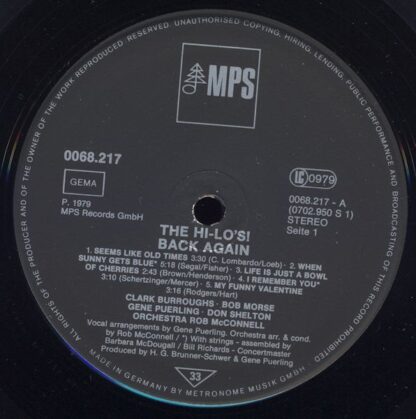 ALL RIGHTS OF THE PRODUCER AND OF THE OWNER OF THE WORK REPRODUCED RESERVED. UNAUTHORISED COPYING, HIRING, LENDING, PUBLIC PERFORMANCE AND BROADCASTING OF THIS RECORD PROHIBITED.
MPS
0068.217
GEMA
P. 1979
MPS Records GmbH
LC 0979
0068.217 - A
(0702.950 S 1)
STEREO
Seite 1
THE HI-LO'S!
BACK AGAIN
1. SEEMS LIKE OLD TIMES 3:30 (C. Lombardo/Loeb) · 2. WHEN
SUNNY GETS BLUE* 5:18 (Segal/Fisher) · 3. LIFE IS JUST A BOWL
OF CHERRIES 2:43 (Brown/Henderson) · 4. I REMEMBER YOU*
3:10 (Schertzinger/Mercer) · 5. MY FUNNY VALENTINE
3:16 (Rodgers/Hart)
CLARK BURROUGHS · BOB MORSE
GENE PUERLING · DON SHELTON
ORCHESTRA ROB McCONNELL
Vocal arrangements by Gene Puerling. Orchestra arr. & cond.
by Rob McConnell / *) With strings - assembled by
Barbara McDougall / Bill Richards - Concertmaster
Produced by H. G. Brunner-Schwer & Gene Puerling
33
MADE IN GERMANY BY METRONOME MUSIK GMBH